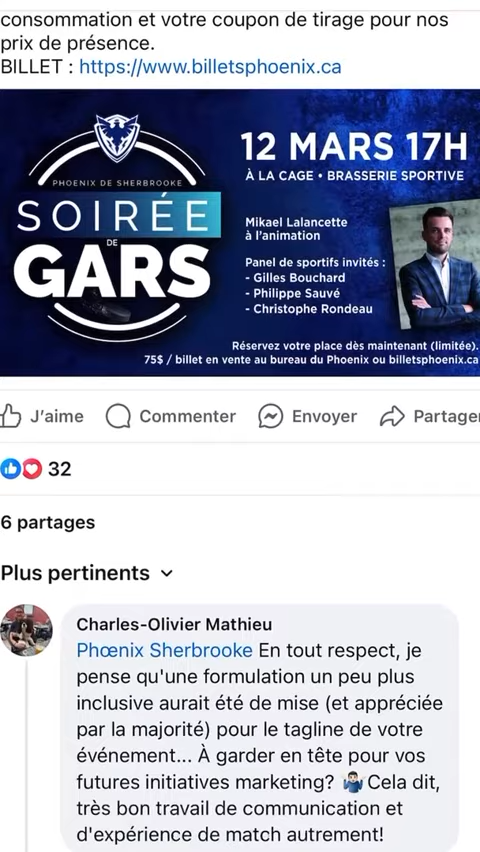 consommation et votre coupon de tirage pour nos
prix de présence.
BILLET : https://www.billetsphoenix.ca
PHOENIX DE SHERBROOKE
SOIRÉE
DE
GARS
12 MARS 17H
À LA CAGE • BRASSERIE SPORTIVE
Mikael Lalancette
à l'animation
Panel de sportifs invités :
- Gilles Bouchard
- Philippe Sauvé
- Christophe Rondeau
Réservez votre place dès maintenant (limitée).
75$ / billet en vente au bureau du Phoenix ou billetsphoenix.ca
J'aime Commenter Envoyer Partager
32
6 partages
Plus pertinents
Charles-Olivier Mathieu
Phœnix Sherbrooke En tout respect, je
pense qu'une formulation un peu plus
inclusive aurait été de mise (et appréciée
par la majorité) pour le tagline de votre
événement... À garder en tête pour vos
futures initiatives marketing? 🤷🏻‍♂️ Cela dit,
très bon travail de communication et
d'expérience de match autrement!